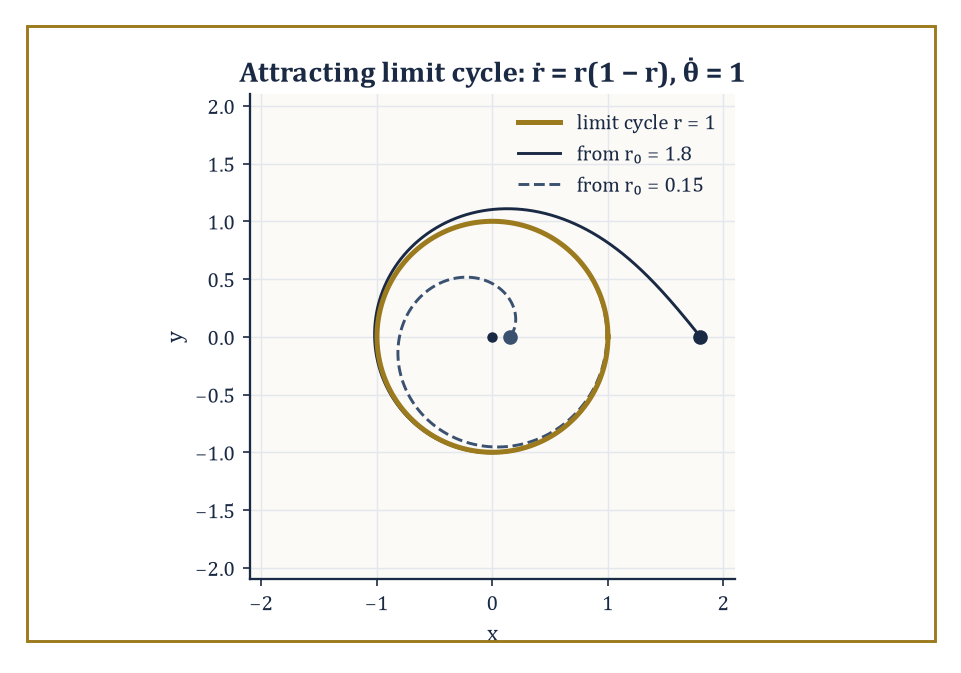 Attracting limit cycle: ṙ = r(1 − r), θ̇ = 1
limit cycle r = 1
from r₀ = 1.8
from r₀ = 0.15
2.0
1.5
1.0
0.5
0.0
−0.5
−1.0
−1.5
−2.0
y
−2 −1 0 1 2
x